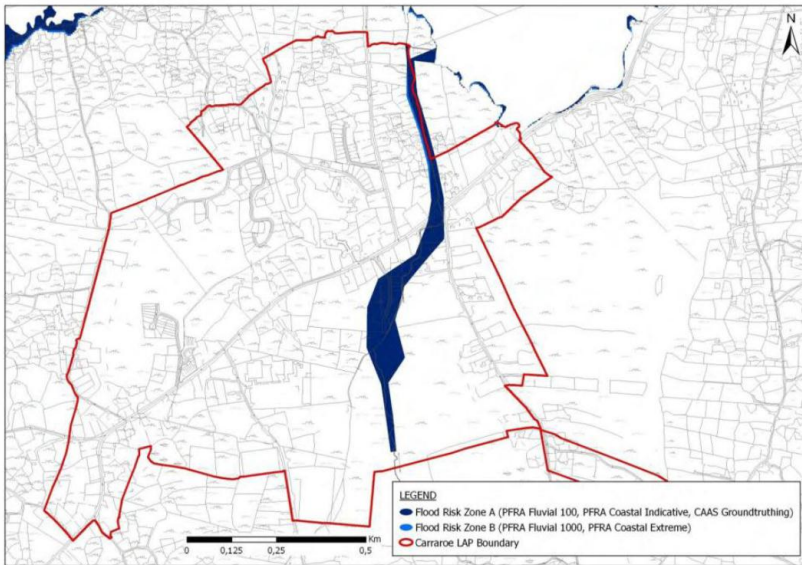 N
LEGEND
Flood Risk Zone A (PFRA Fluvial 100, PFRA Coastal Indicative, CAAS Groundtruthing)
Flood Risk Zone B (PFRA Fluvial 1000, PFRA Coastal Extreme)
Carraroe LAP Boundary
Km
0 0,125 0,25 0,5